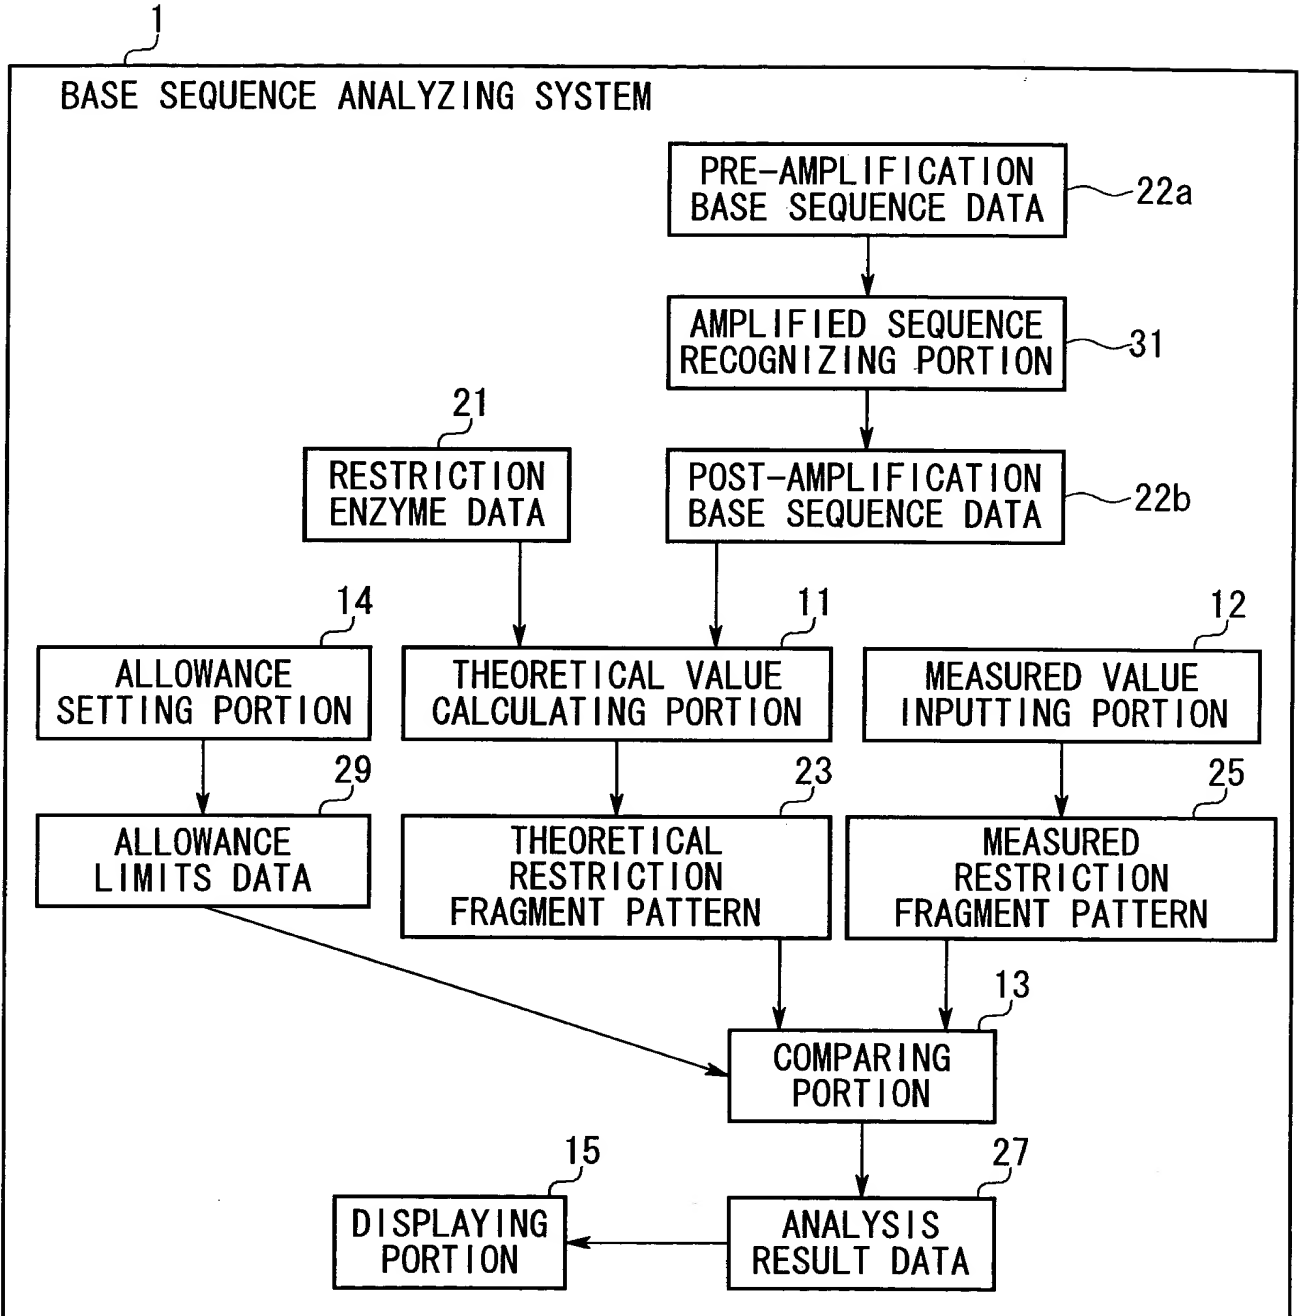 1
BASE SEQUENCE ANALYZING SYSTEM
PRE-AMPLIFICATION
BASE SEQUENCE DATA
22a
AMPLIFIED SEQUENCE
RECOGNIZING PORTION
31
21
RESTRICTION
ENZYME DATA
POST-AMPLIFICATION
BASE SEQUENCE DATA
22b
14
ALLOWANCE
SETTING PORTION
11
THEORETICAL VALUE
CALCULATING PORTION
12
MEASURED VALUE
INPUTTING PORTION
29
ALLOWANCE
LIMITS DATA
23
THEORETICAL
RESTRICTION
FRAGMENT PATTERN
25
MEASURED
RESTRICTION
FRAGMENT PATTERN
13
COMPARING
PORTION
15
DISPLAYING
PORTION
27
ANALYSIS
RESULT DATA